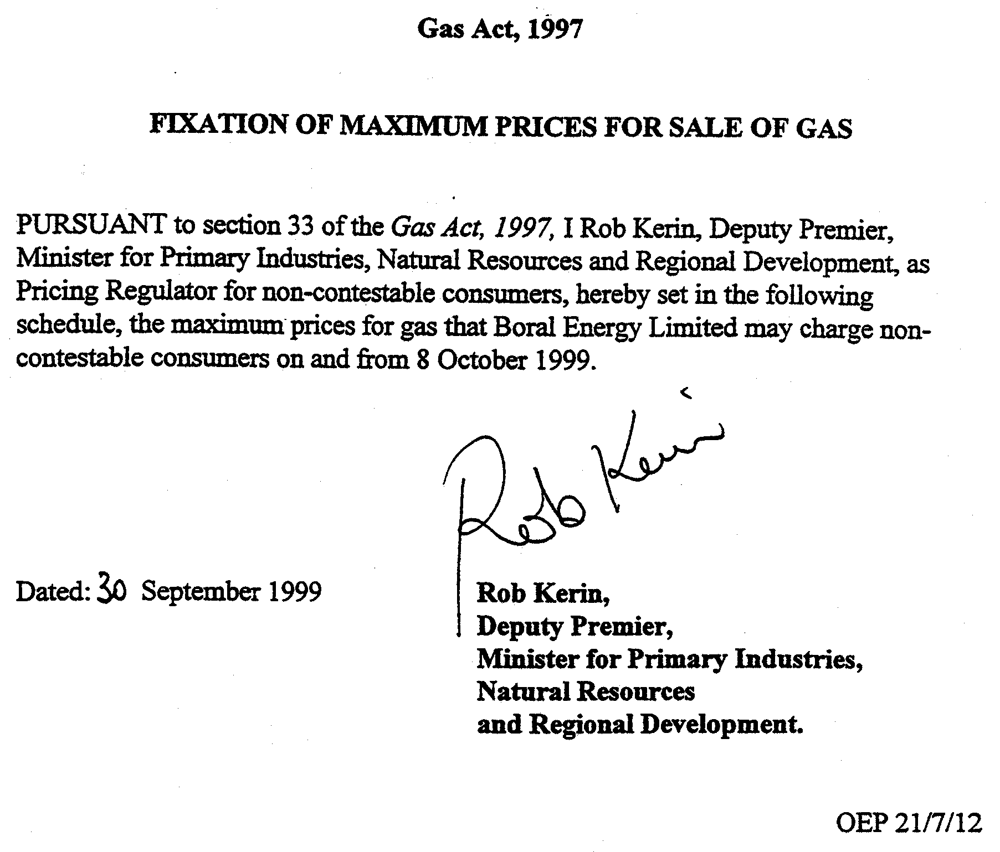 Gas Act, 1997
FIXATION OF MAXIMUM PRICES FOR SALE OF GAS
PURSUANT to section 33 of the Gas Act, 1997, I Rob Kerin, Deputy Premier,
Minister for Primary Industries, Natural Resources and Regional Development, as
Pricing Regulator for non-contestable consumers, hereby set in the following
schedule, the maximum prices for gas that Boral Energy Limited may charge non-
contestable consumers on and from 8 October 1999.
Rob Kerin
Dated: 30 September 1999
Rob Kerin,
Deputy Premier,
Minister for Primary Industries,
Natural Resources
and Regional Development.
OEP 21/7/12